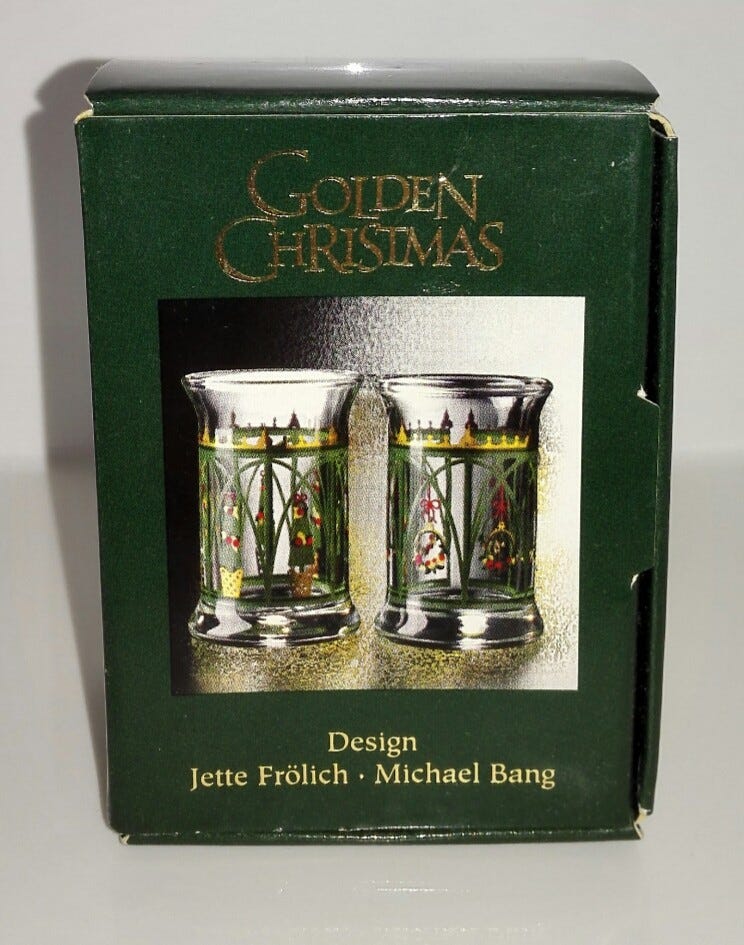 GOLDEN
CHRISTMAS
Design
Jette Frölich · Michael Bang